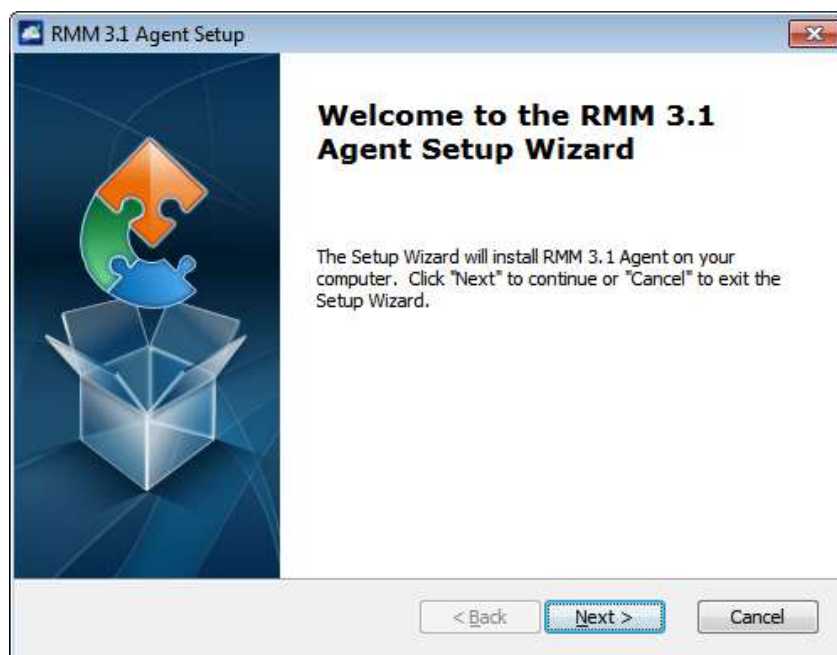 RMM 3.1 Agent Setup
Welcome to the RMM 3.1
Agent Setup Wizard
The Setup Wizard will install RMM 3.1 Agent on your
computer. Click "Next" to continue or "Cancel" to exit the
Setup Wizard.
< Back Next > Cancel